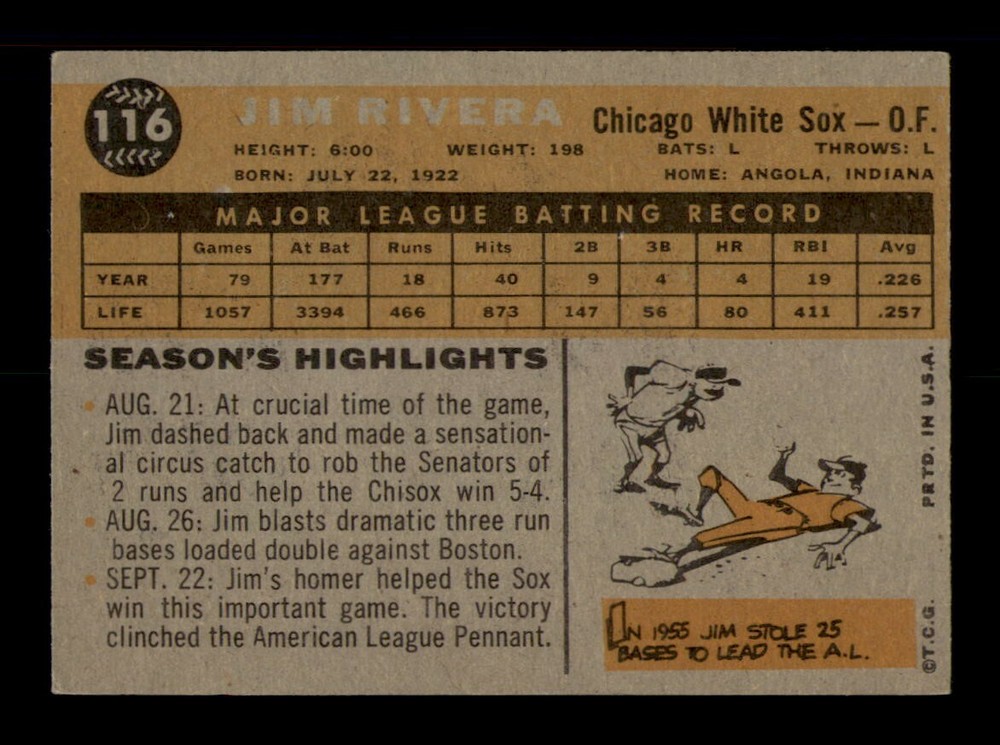 116
JIM RIVERA
Chicago White Sox — O.F.
HEIGHT: 6:00 WEIGHT: 198 BATS: L THROWS: L
BORN: JULY 22, 1922 HOME: ANGOLA, INDIANA
MAJOR LEAGUE BATTING RECORD
Games At Bat Runs Hits 2B 3B HR RBI Avg
YEAR 79 177 18 40 9 4 4 19 .226
LIFE 1057 3394 466 873 147 56 80 411 .257
SEASON'S HIGHLIGHTS
• AUG. 21: At crucial time of the game,
Jim dashed back and made a sensation-
al circus catch to rob the Senators of
2 runs and help the Chisox win 5-4.
• AUG. 26: Jim blasts dramatic three run
bases loaded double against Boston.
• SEPT. 22: Jim's homer helped the Sox
win this important game. The victory
clinched the American League Pennant.
IN 1955 JIM STOLE 25
BASES TO LEAD THE A.L.
©T.C.G. PRTD. IN U.S.A.